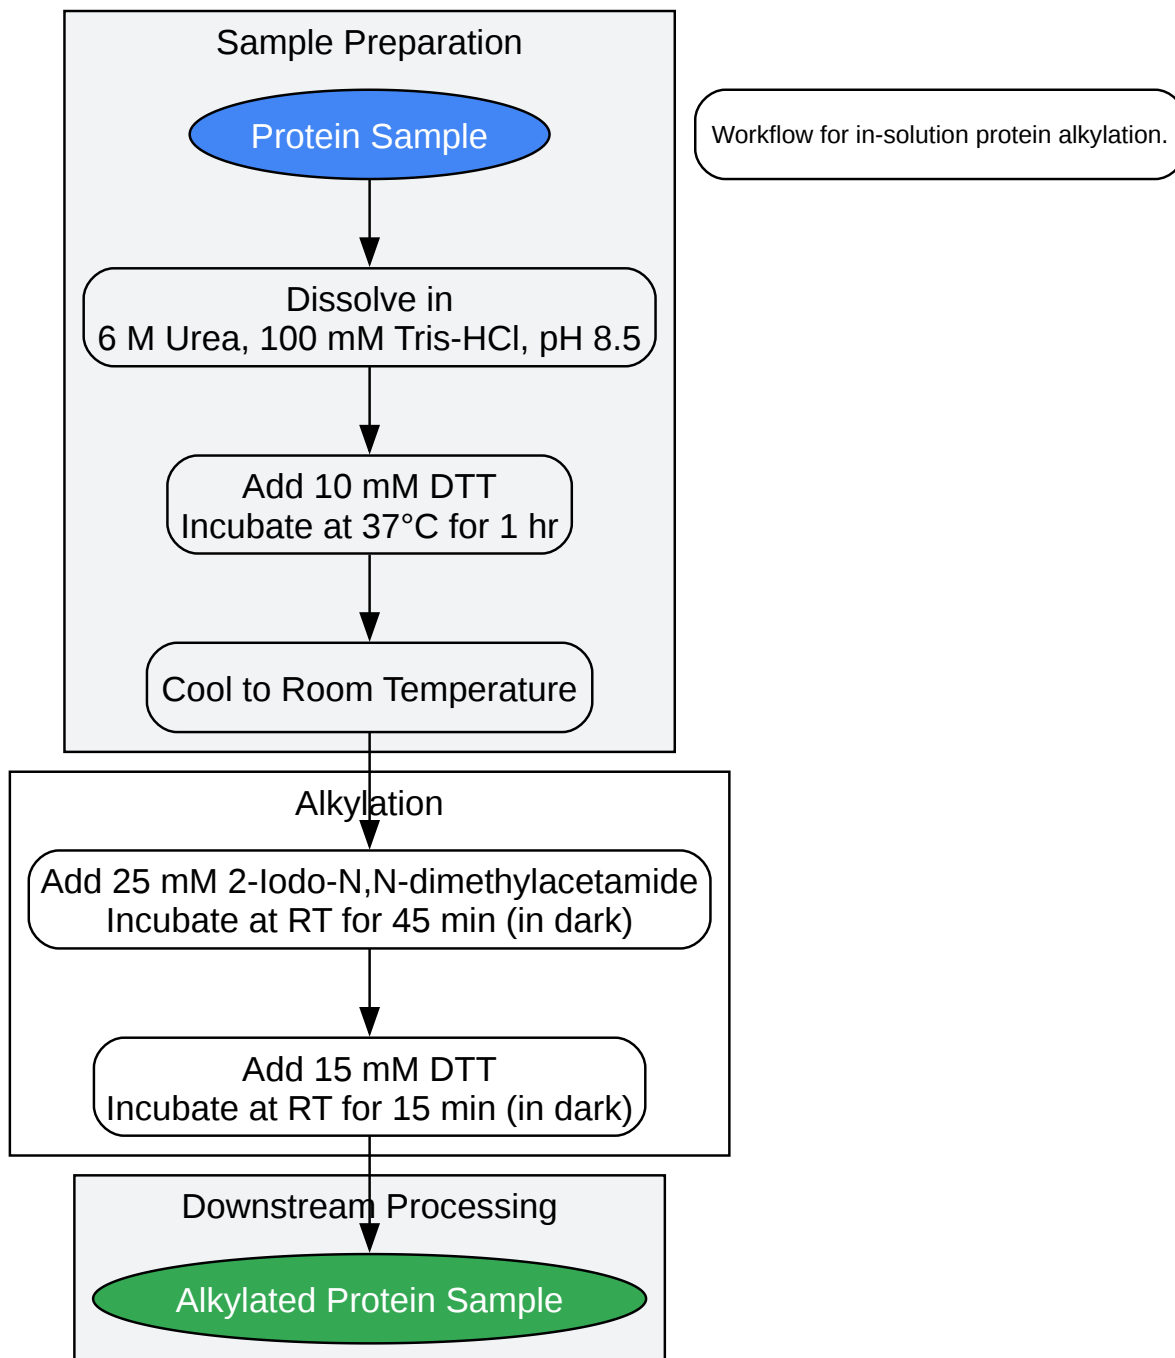 Sample Preparation
Protein Sample
Workflow for in-solution protein alkylation.
Dissolve in
6 M Urea, 100 mM Tris-HCl, pH 8.5
Add 10 mM DTT
Incubate at 37°C for 1 hr
Cool to Room Temperature
Alkylation
Add 25 mM 2-Iodo-N,N-dimethylacetamide
Incubate at RT for 45 min (in dark)
Add 15 mM DTT
Incubate at RT for 15 min (in dark)
Downstream Processing
Alkylated Protein Sample